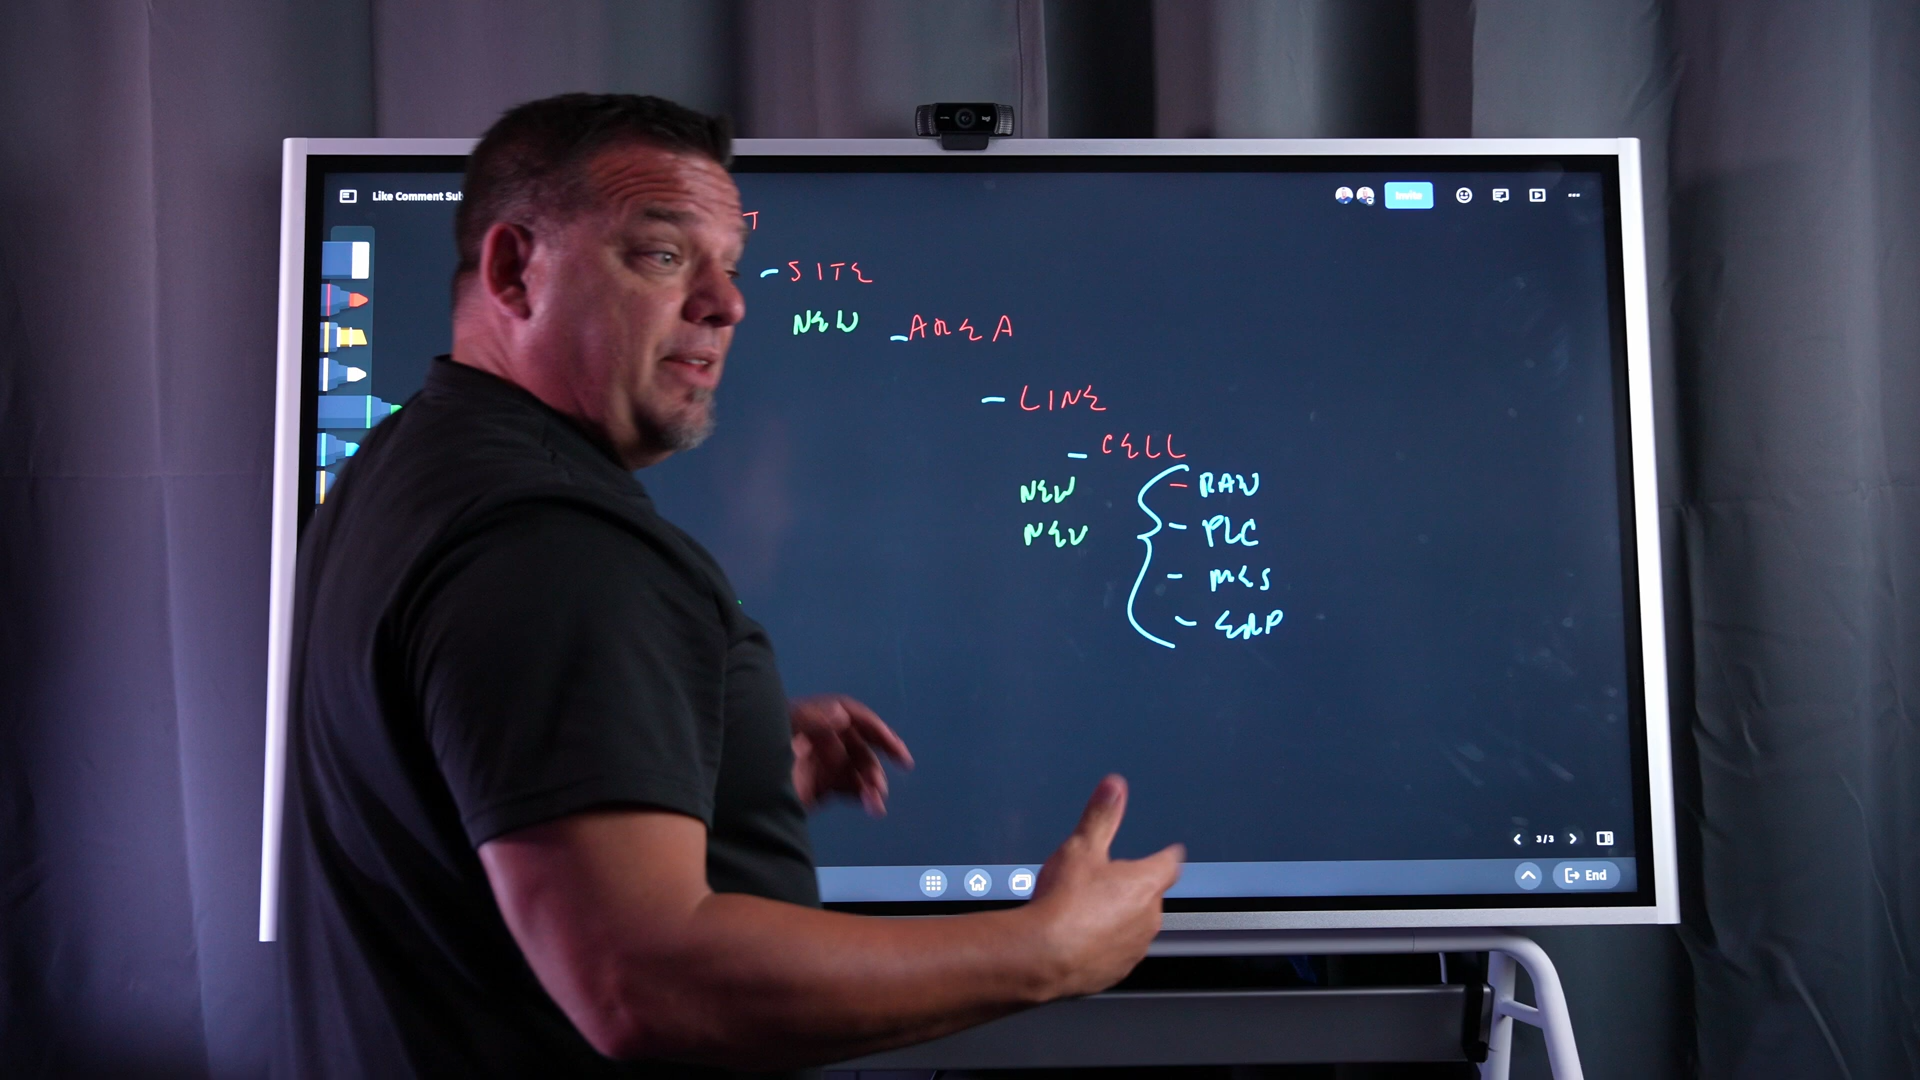 Like Comment Sub
Invite
T
- SITE
NEW - AREA
- LINE
- CELL
NEW - RAW
NEW - PLC
- MES
- ERP
3/3
End